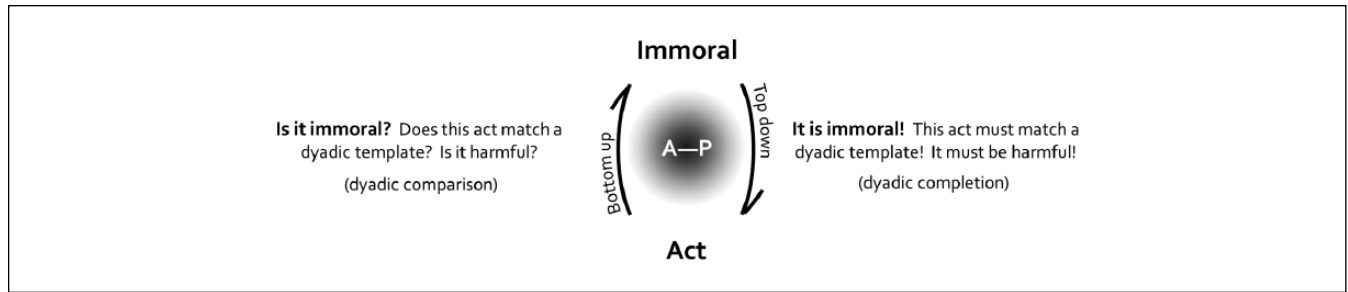 Immoral
Is it immoral? Does this act match a
dyadic template? Is it harmful?
(dyadic comparison)
Bottom up
A—P
Top down
It is immoral! This act must match a
dyadic template! It must be harmful!
(dyadic completion)
Act